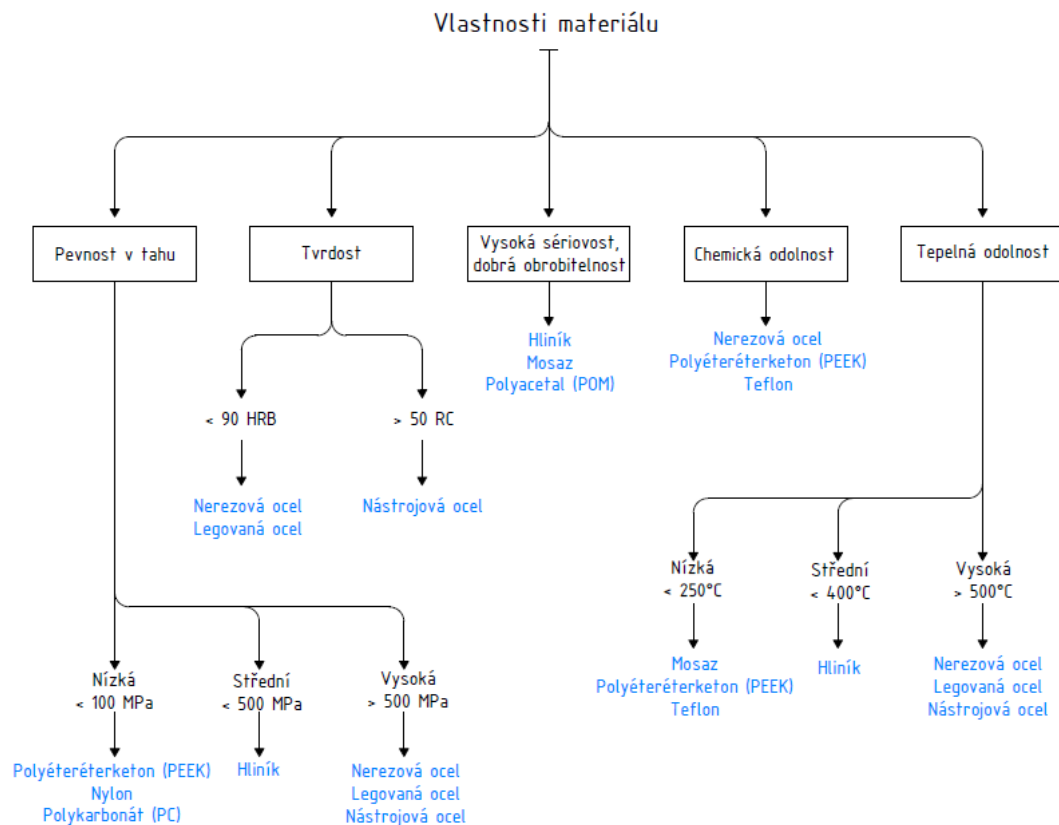 Vlastnosti materiálu
Pevnost v tahu
Tvrdost
Vysoká sériovost,
dobrá obrobitelnost
Chemická odolnost
Tepelná odolnost
Hliník
Mosaz
Polyacetal (POM)
Nerezová ocel
Polyéteréterketon (PEEK)
Teflon
< 90 HRB
> 50 RC
Nerezová ocel
Legovaná ocel
Nástrojová ocel
Nízká
< 250°C
Střední
< 400°C
Vysoká
> 500°C
Mosaz
Polyéteréterketon (PEEK)
Teflon
Hliník
Nerezová ocel
Legovaná ocel
Nástrojová ocel
Nízká
< 100 MPa
Střední
< 500 MPa
Vysoká
> 500 MPa
Polyéteréterketon (PEEK)
Nylon
Polykarbonát (PC)
Hliník
Nerezová ocel
Legovaná ocel
Nástrojová ocel